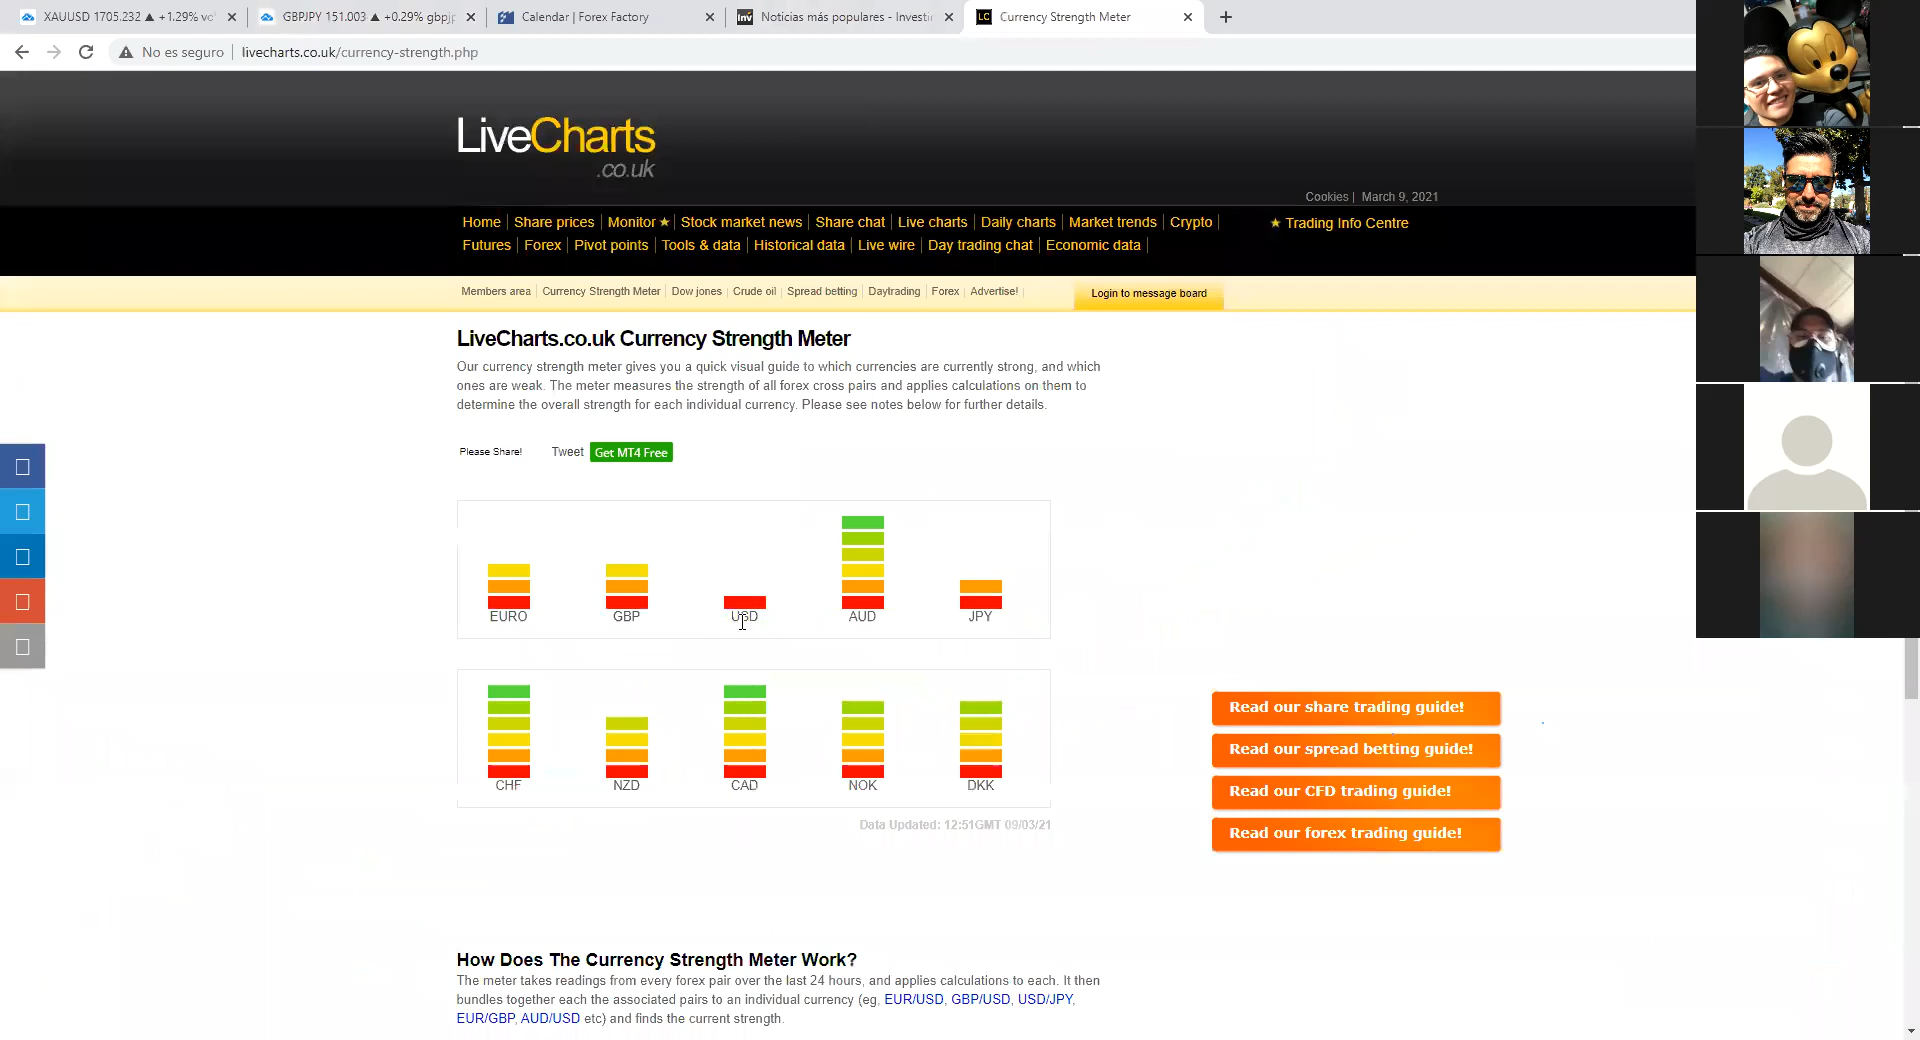 XAUUSD 1705.232 ▲ +1.29% vo
GBPJPY 151.003 ▲ +0.29% gbpjp
Calendar | Forex Factory
Noticias más populares - Investi
Currency Strength Meter
No es seguro
livecharts.co.uk/currency-strength.php
LiveCharts
.co.uk
Cookies | March 9, 2021
Home | Share prices | Monitor ★ | Stock market news | Share chat | Live charts | Daily charts | Market trends | Crypto |
★ Trading Info Centre
Futures | Forex | Pivot points | Tools & data | Historical data | Live wire | Day trading chat | Economic data |
Members area | Currency Strength Meter | Dow jones | Crude oil | Spread betting | Daytrading | Forex | Advertise! |
Login to message board
LiveCharts.co.uk Currency Strength Meter
Our currency strength meter gives you a quick visual guide to which currencies are currently strong, and which
ones are weak. The meter measures the strength of all forex cross pairs and applies calculations on them to
determine the overall strength for each individual currency. Please see notes below for further details.
Please Share! Tweet Get MT4 Free
EURO GBP USD AUD JPY
CHF NZD CAD NOK DKK
Data Updated: 12:51GMT 09/03/21
Read our share trading guide!
Read our spread betting guide!
Read our CFD trading guide!
Read our forex trading guide!
How Does The Currency Strength Meter Work?
The meter takes readings from every forex pair over the last 24 hours, and applies calculations to each. It then
bundles together each the associated pairs to an individual currency (eg, EUR/USD, GBP/USD, USD/JPY,
EUR/GBP, AUD/USD etc) and finds the current strength.